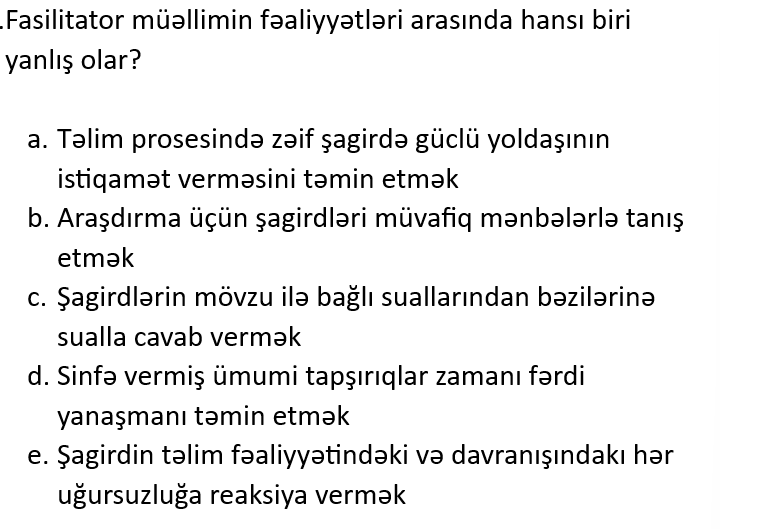 .Fasilitator müəllimin fəaliyyətləri arasında hansı biri
yanlış olar?
a. Təlim prosesində zəif şagirdə güclü yoldaşının
istiqamət verməsini təmin etmək
b. Araşdırma üçün şagirdləri müvafiq mənbələrlə tanış
etmək
c. Şagirdlərin mövzu ilə bağlı suallarından bəzilərinə
sualla cavab vermək
d. Sinfə vermiş ümumi tapşırıqlar zamanı fərdi
yanaşmanı təmin etmək
e. Şagirdin təlim fəaliyyətindəki və davranışındakı hər
uğursuzluğa reaksiya vermək